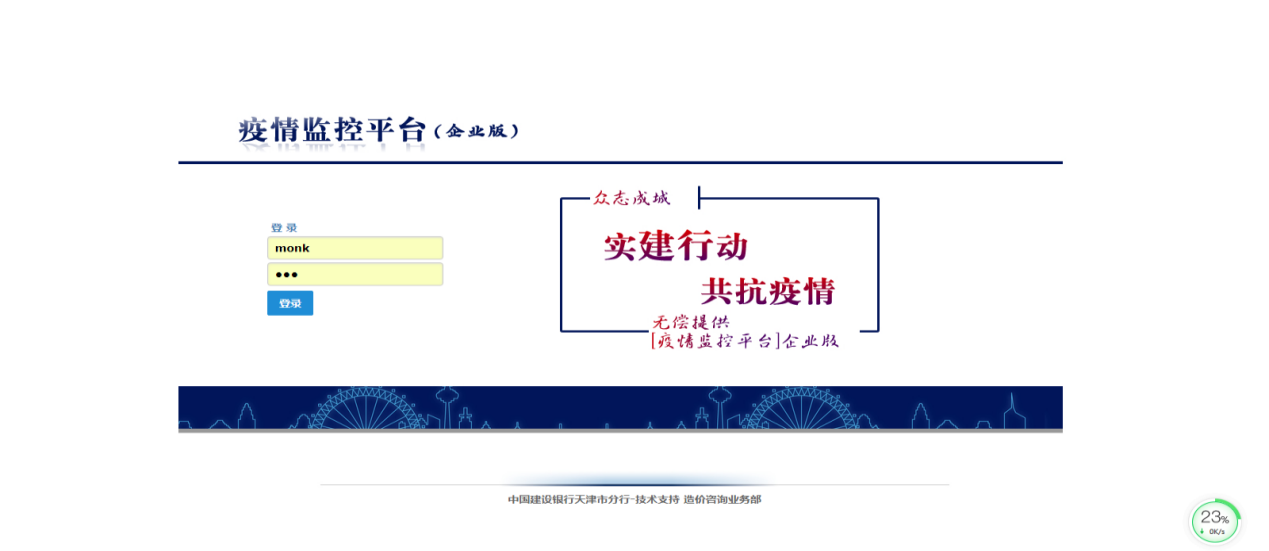 疫情监控平台(企业版)
众志成城
登录
实建行动
monk
●●●
共抗疫情
登录
无偿提供
[疫情监控平台]企业版
中国建设银行天津市分行-技术支持 造价咨询业务部
23%
0K/s